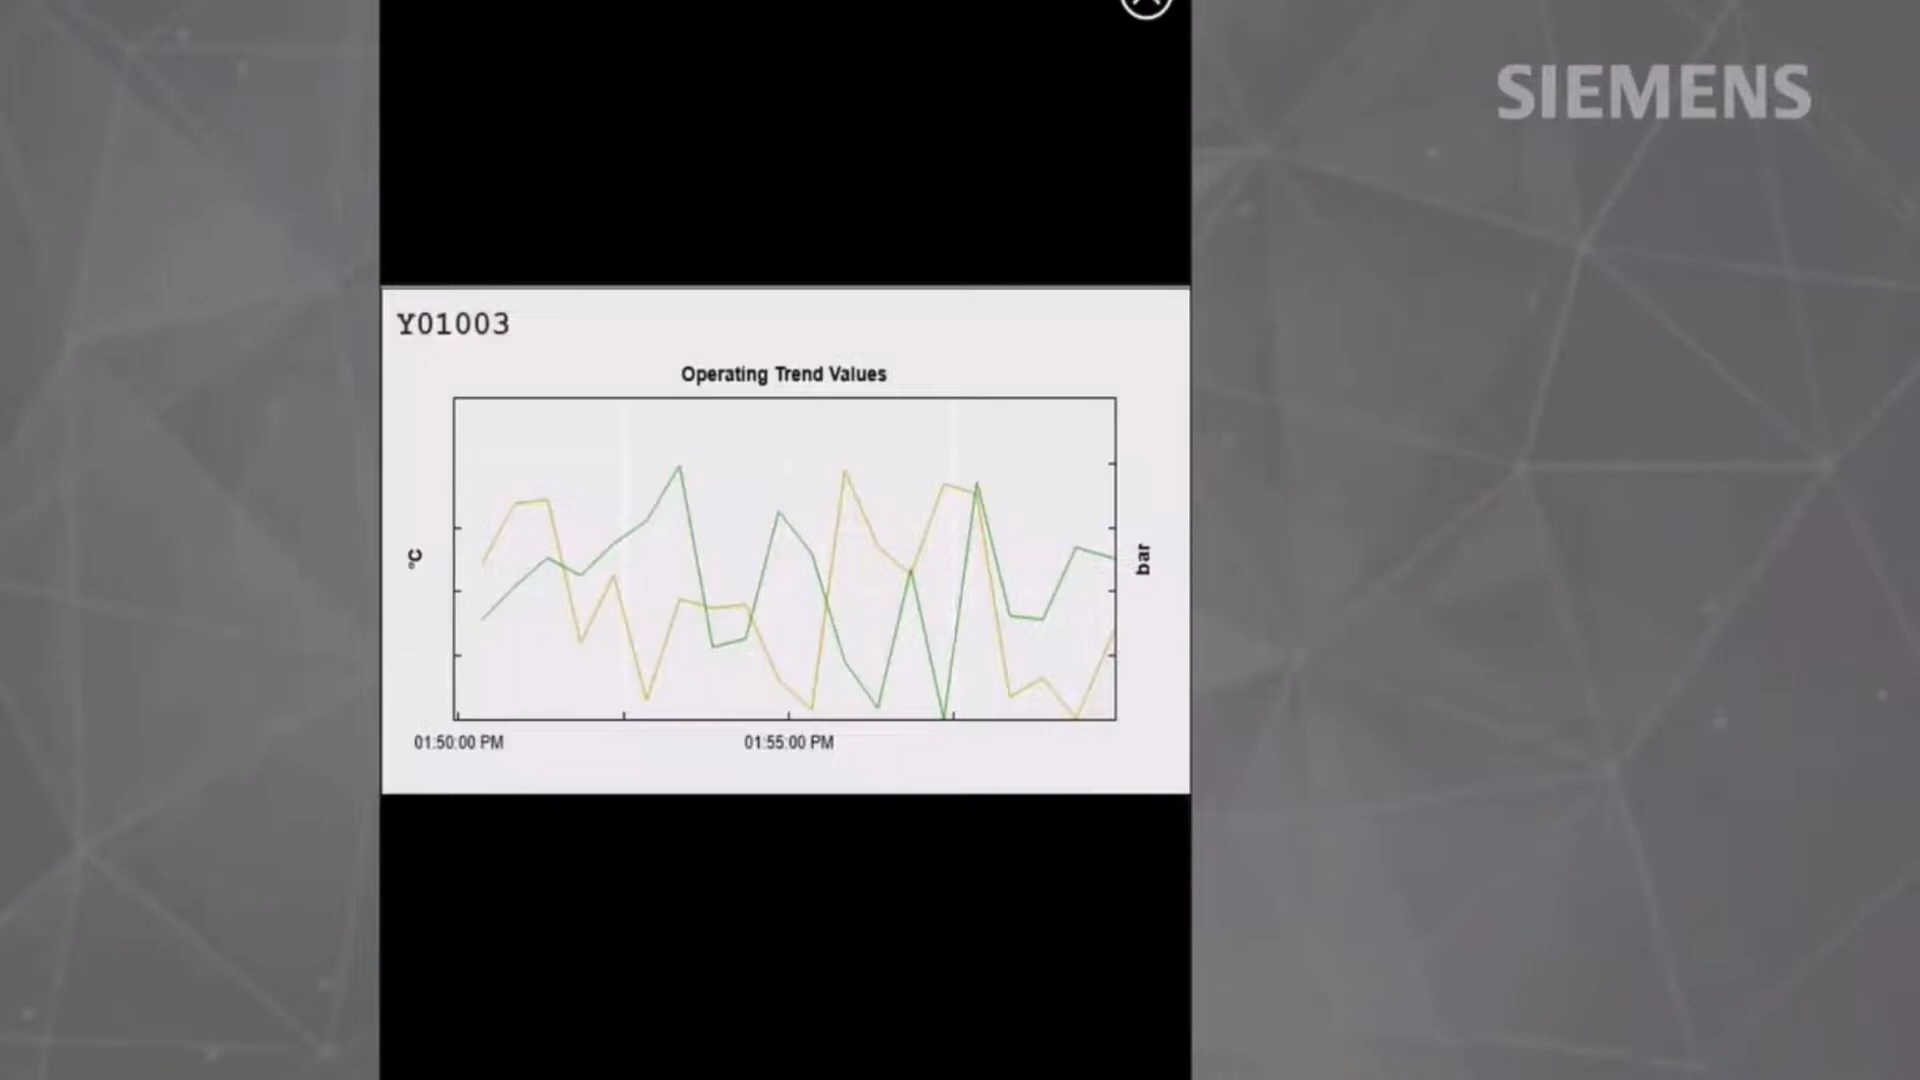 SIEMENS
Y01003
Operating Trend Values
°C
bar
01:50:00 PM
01:55:00 PM